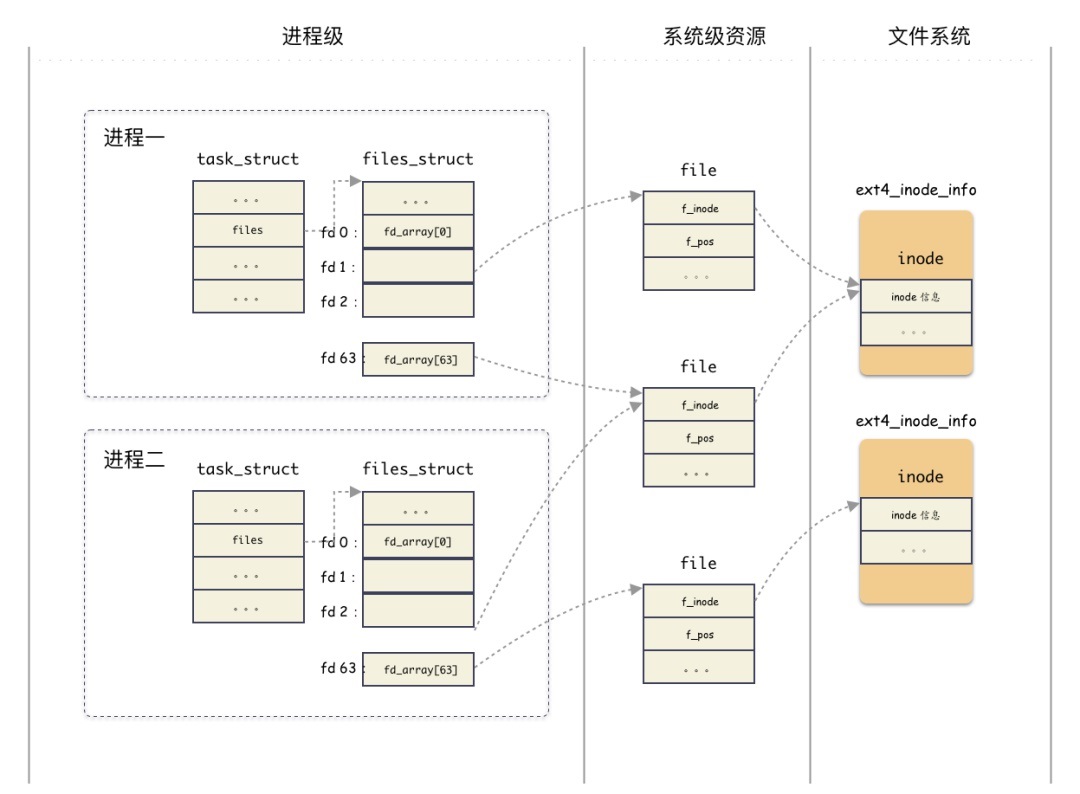 进程级
系统级资源
文件系统
进程一
task_struct
。。。
files
。。。
。。。
files_struct
。。。
fd 0 : fd_array[0]
fd 1 :
fd 2 :
fd 63 : fd_array[63]
进程二
task_struct
。。。
files
。。。
。。。
files_struct
。。。
fd 0 : fd_array[0]
fd 1 :
fd 2 :
fd 63 : fd_array[63]
file
f_inode
f_pos
。。。
file
f_inode
f_pos
。。。
file
f_inode
f_pos
。。。
ext4_inode_info
inode
inode 信息
。。。
ext4_inode_info
inode
inode 信息
。。。